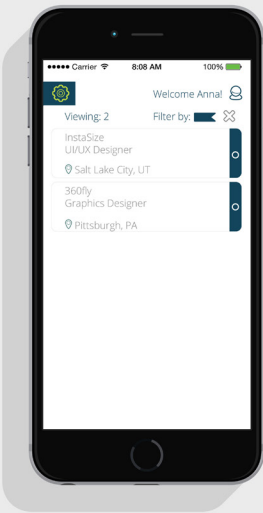 Carrier 8:08 AM 100%
Welcome Anna!
Viewing: 2 Filter by:
InstaSize
UI/UX Designer
Salt Lake City, UT
360fly
Graphics Designer
Pittsburgh, PA